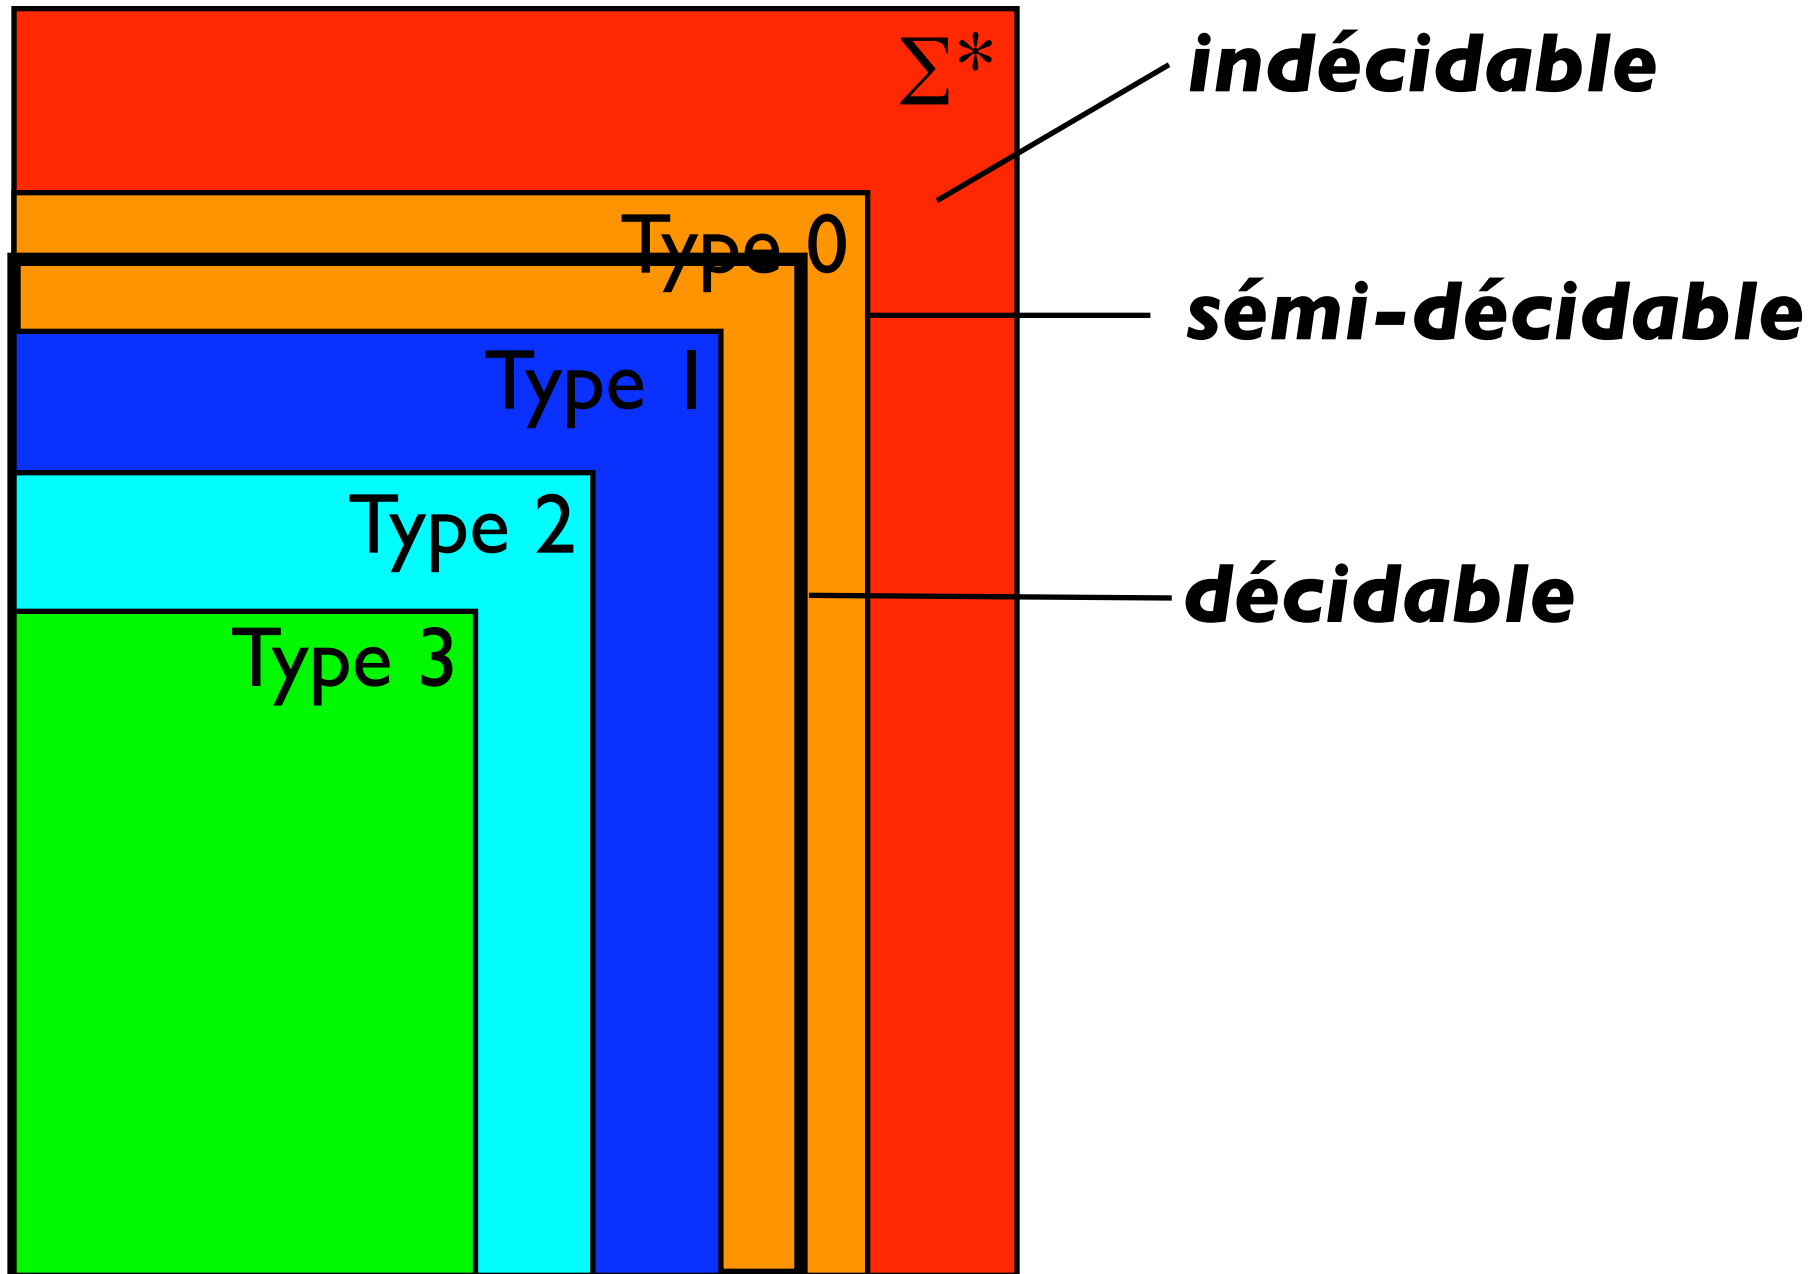 Σ*
indécidable
Type 0
sémi-décidable
Type 1
Type 2
décidable
Type 3